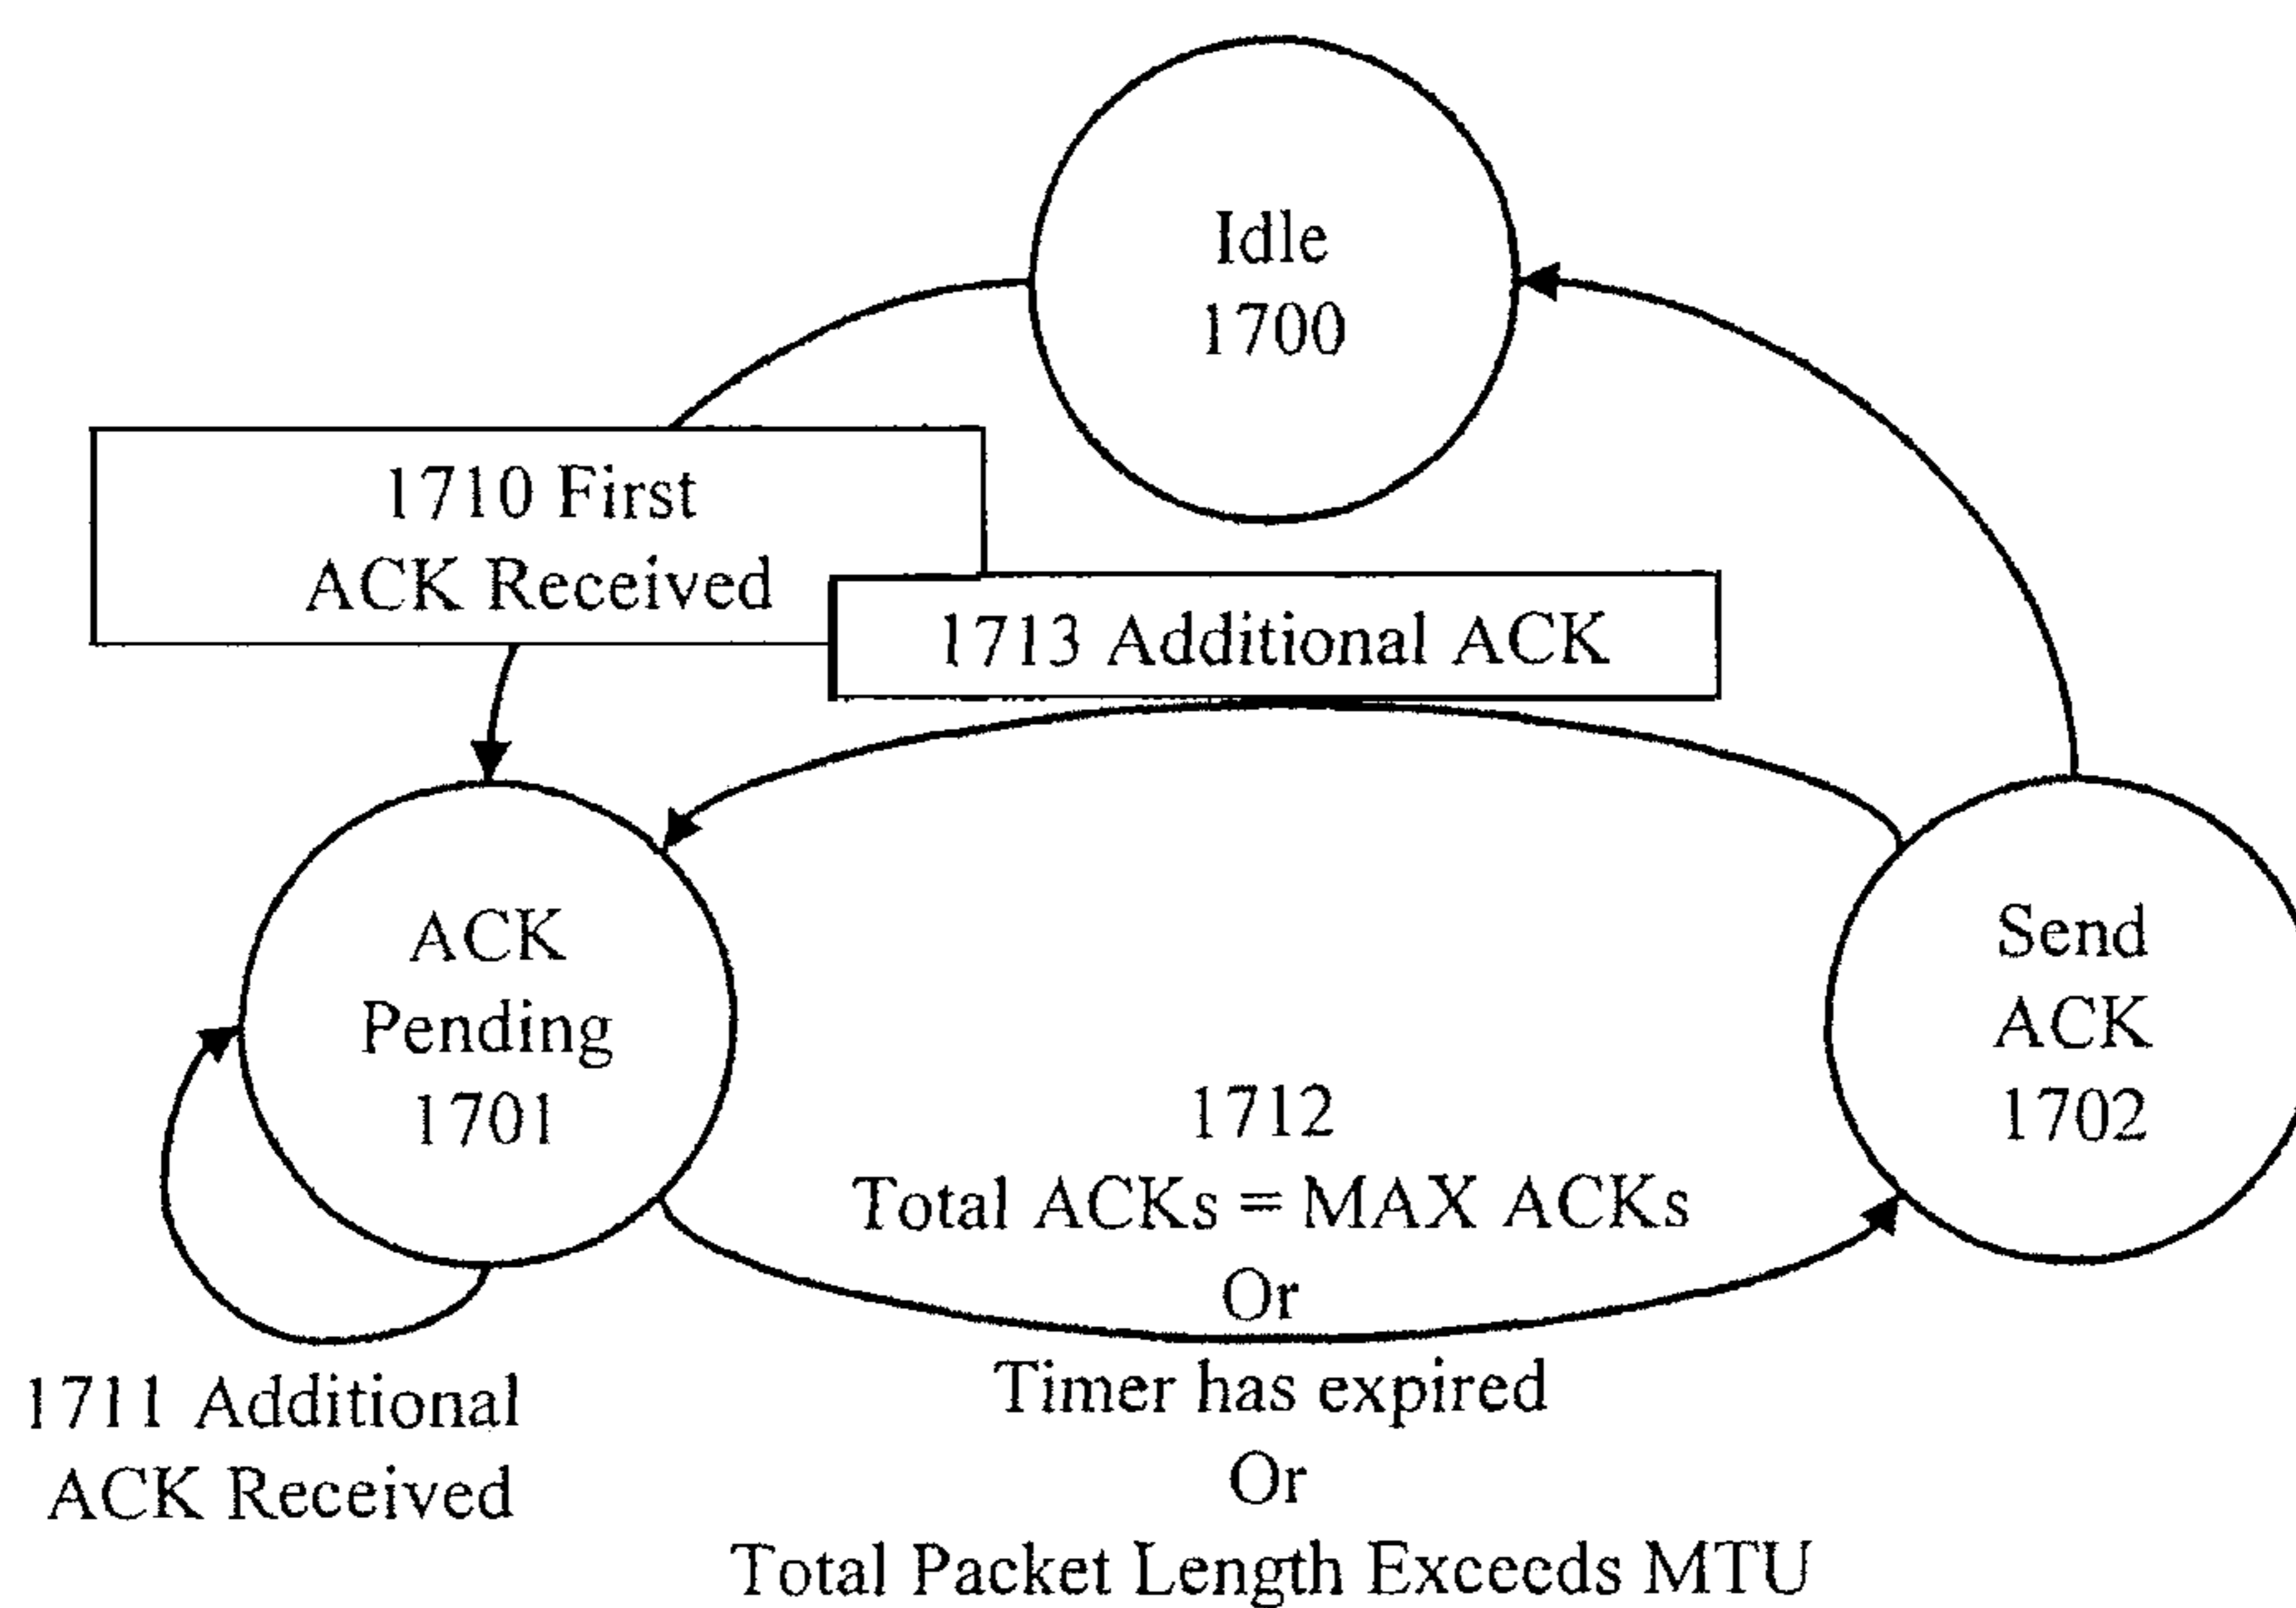 Idle
1700
1710 First
ACK Received
1713 Additional ACK
ACK
Pending
1701
Send
ACK
1702
1712
Total ACKs = MAX ACKs
Or
Timer has expired
Or
Total Packet Length Exceeds MTU
1711 Additional
ACK Received